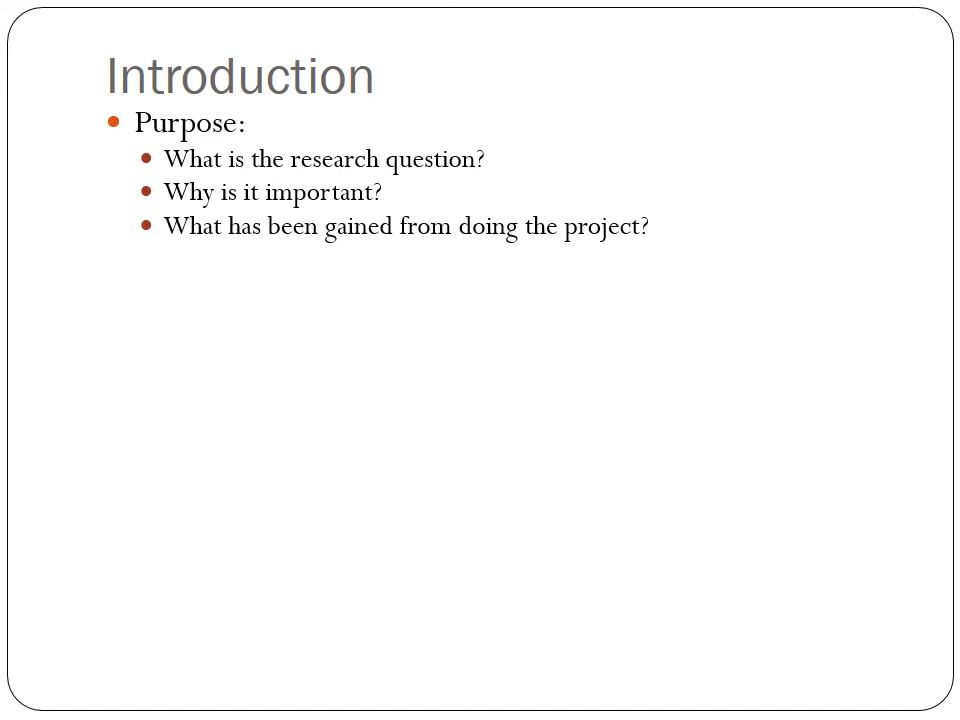 Introduction
Purpose:
What is the research question?
Why is it important?
What has been gained from doing the project?